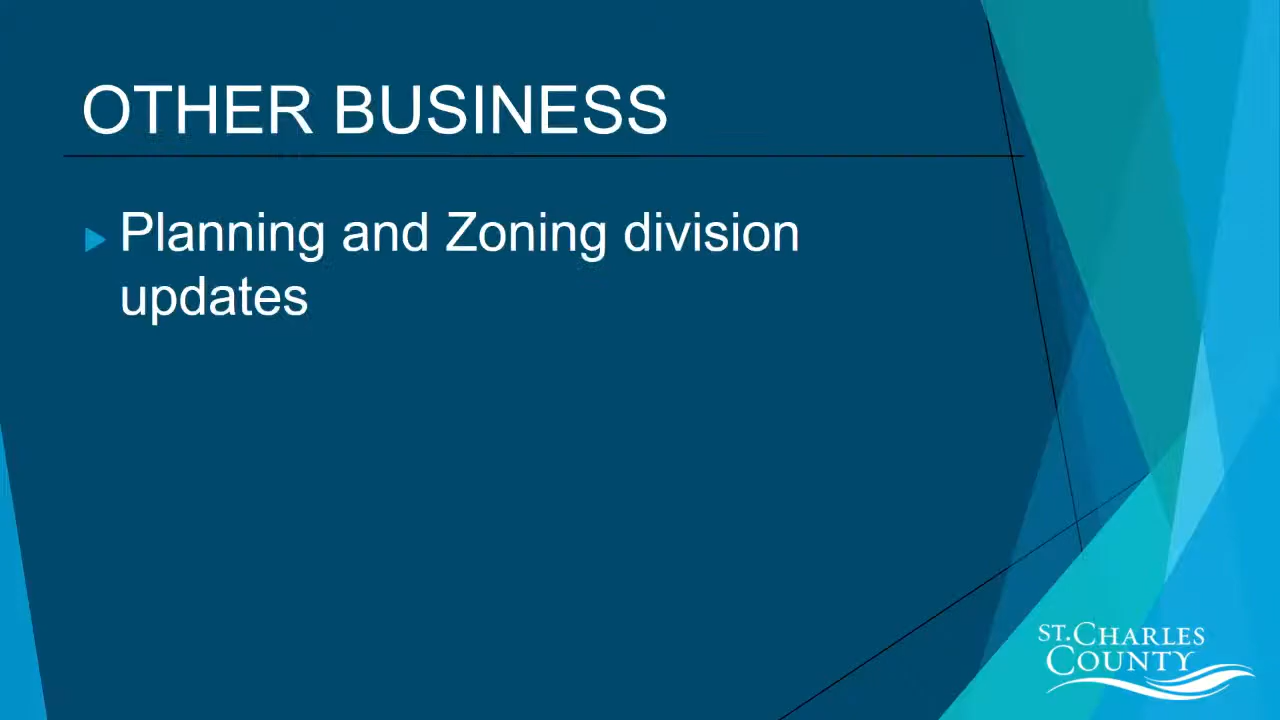 OTHER BUSINESS
Planning and Zoning division
updates
ST. CHARLES
COUNTY